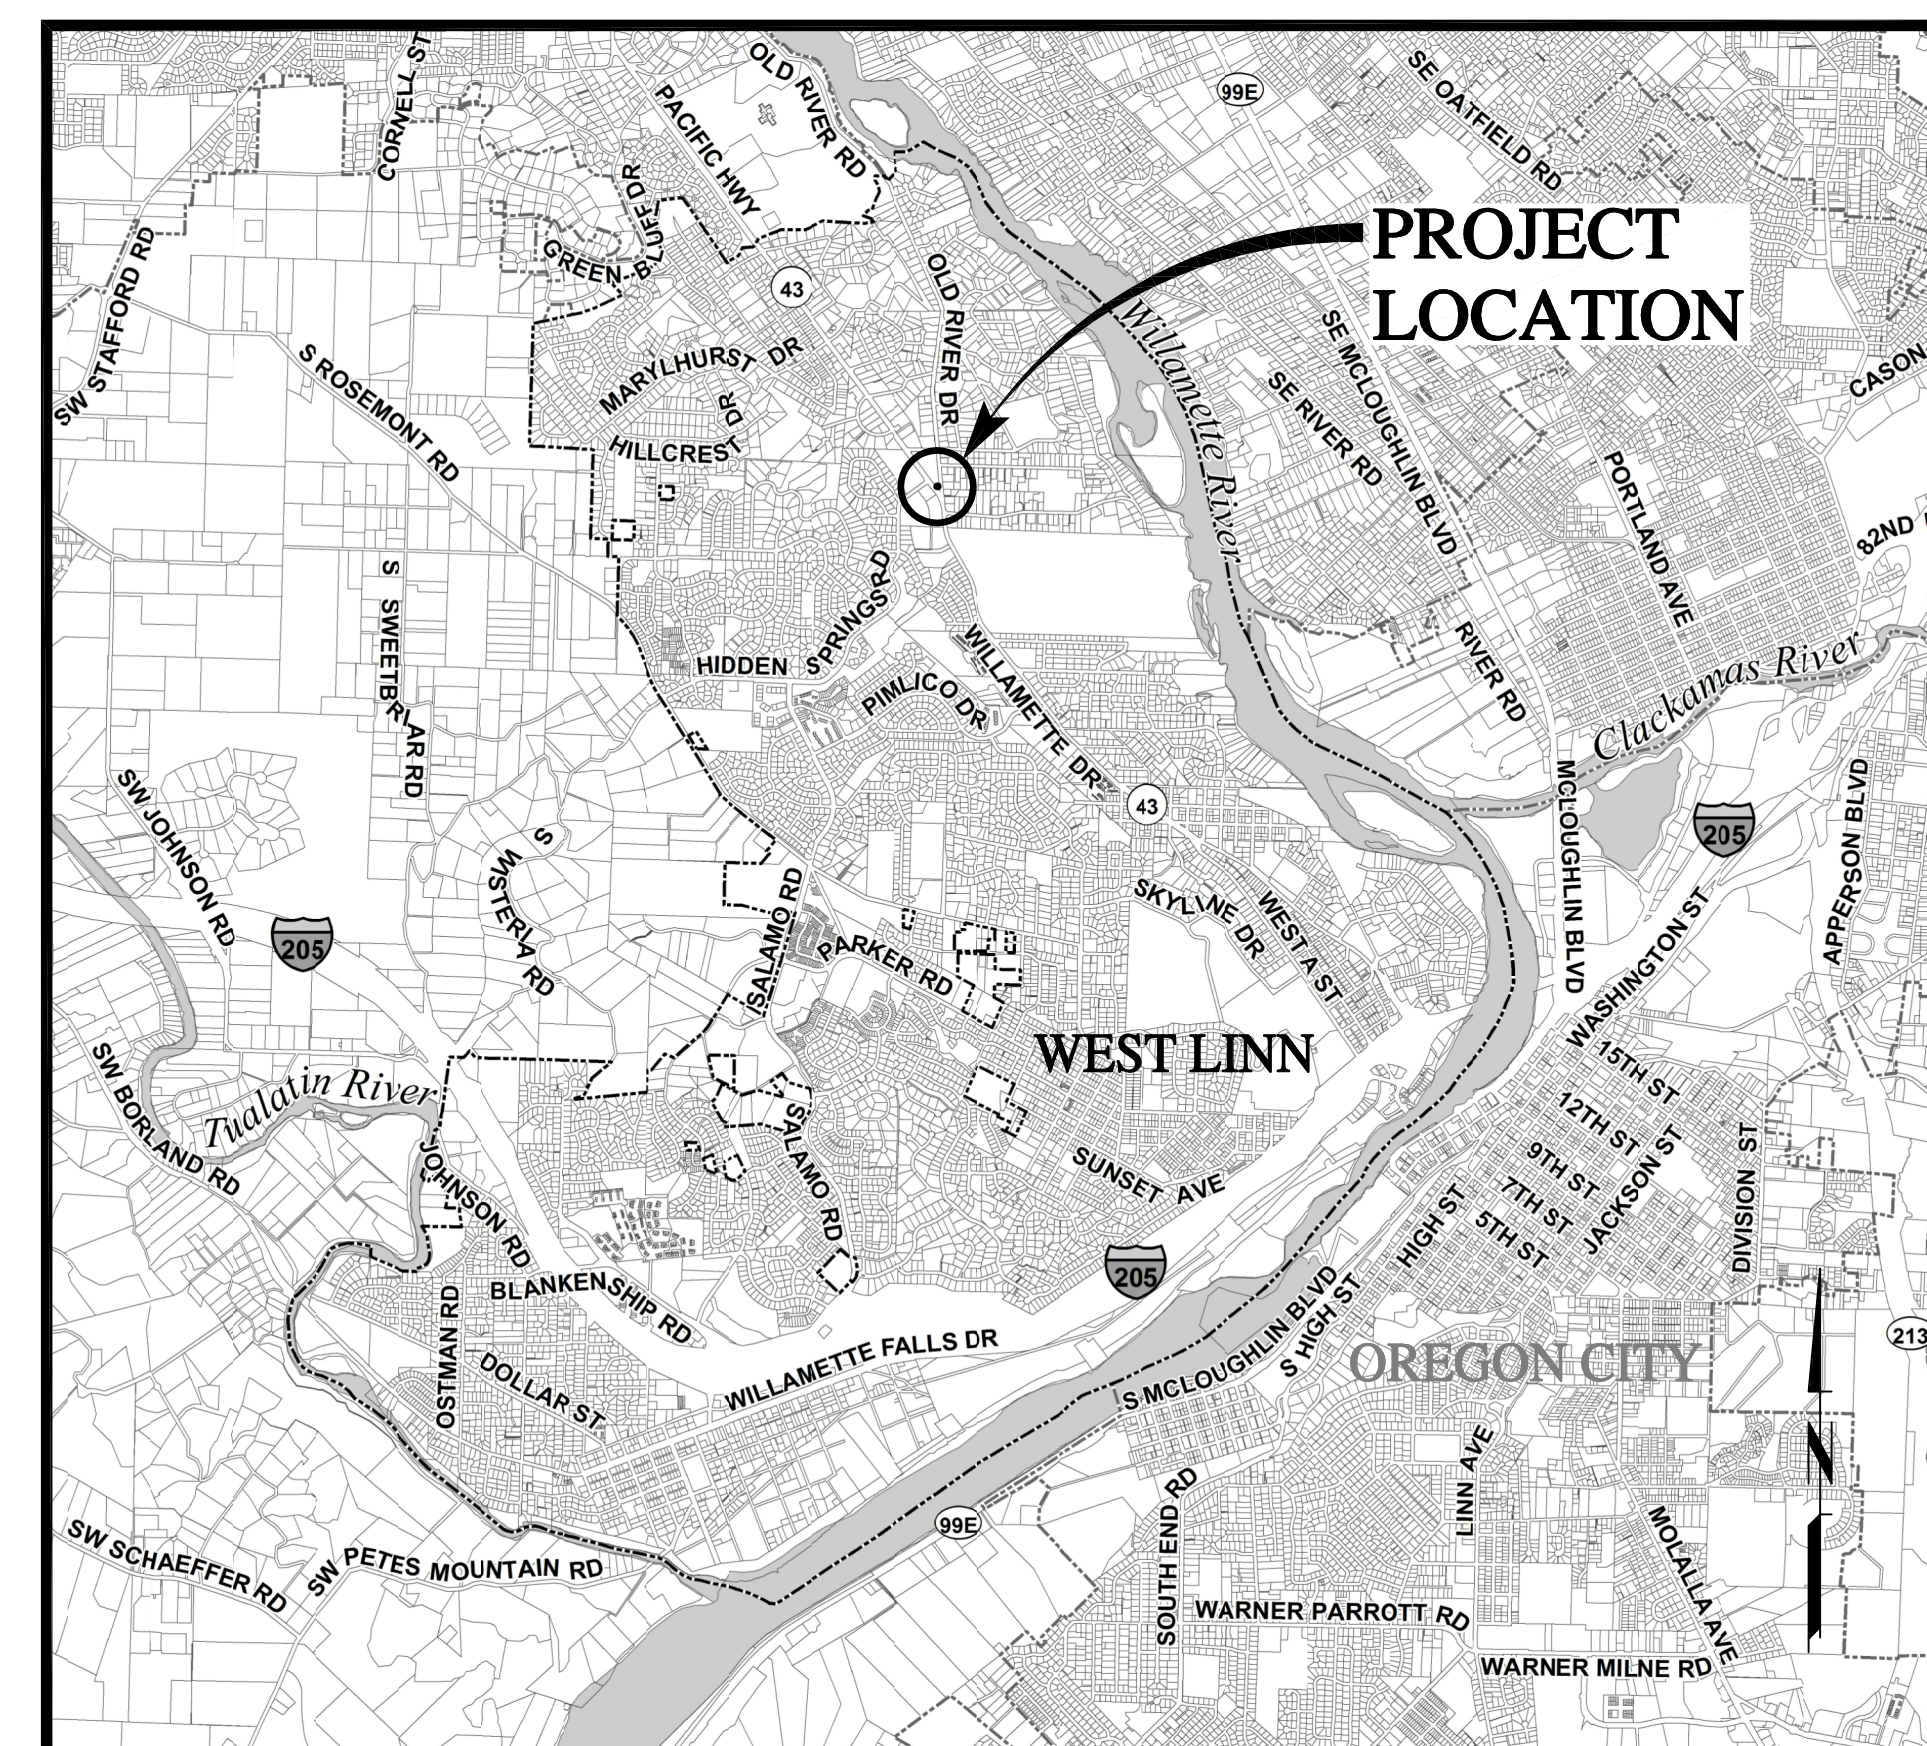 OLD RIVER RD
CORNELL ST
PACIFIC HWY
99E
SE OATFIELD RD
SW STAFFORD RD
GREEN BLUFF DR
43
OLD RIVER DR
PROJECT
LOCATION
Willamette River
SE MCLOUGHLIN BLVD
SE RIVER RD
CASON
S ROSEMONT RD
MARYLHURST DR
HILLCREST DR
PORTLAND AVE
82ND
S SWEETBRIAR RD
HIDDEN SPRINGS RD
PIMLICO DR
WILLAMETTE DR
RIVER RD
Clackamas River
43
MCLOUGHLIN BLVD
205
APPERSON BLVD
SW JOHNSON RD
S WISTERIA RD
205
SALAMO RD
PARKER RD
SKYLINE DR
WEST A ST
WASHINGTON ST
WEST LINN
SW BORLAND RD
Tualatin River
JOHNSON RD
SALAMO RD
SUNSET AVE
15TH ST
12TH ST
9TH ST
7TH ST
5TH ST
JACKSON ST
HIGH ST
DIVISION ST
205
BLANKENSHIP RD
OSTMAN RD
DOLLAR ST
WILLAMETTE FALLS DR
S MCLOUGHLIN BLVD
S HIGH ST
OREGON CITY
213
99E
N
SOUTH END RD
LINN AVE
MOLALLA AVE
SW SCHAEFFER RD
SW PETES MOUNTAIN RD
WARNER PARROTT RD
WARNER MILNE RD